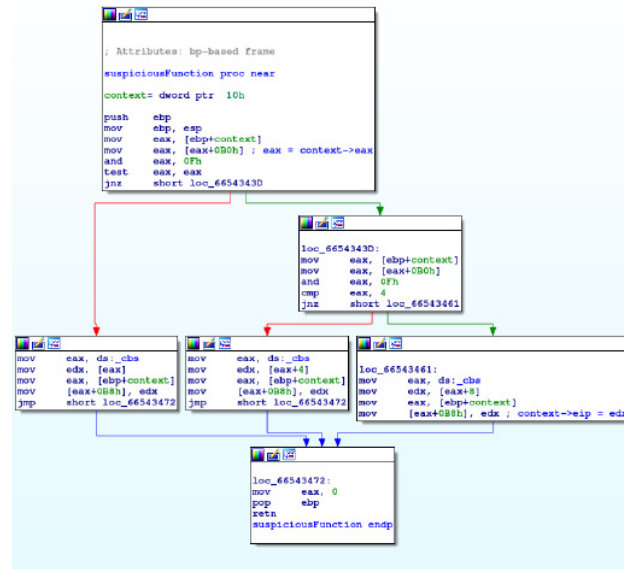 ; Attributes: bp-based frame
suspiciousFunction proc near
context= dword ptr 10h
push ebp
mov ebp, esp
mov eax, [ebp+context]
mov eax, [eax+0B0h] ; eax = context->eax
and eax, 0Fh
test eax, eax
jnz short loc_6654343D
loc_6654343D:
mov eax, [ebp+context]
mov eax, [eax+0B0h]
and eax, 0Fh
cmp eax, 4
jnz short loc_66543461
mov eax, ds:_cbs
mov edx, [eax]
mov eax, [ebp+context]
mov [eax+0B8h], edx
jmp short loc_66543472
mov eax, ds:_cbs
mov edx, [eax+4]
mov eax, [ebp+context]
mov [eax+0B8h], edx
jmp short loc_66543472
loc_66543461:
mov eax, ds:_cbs
mov edx, [eax+8]
mov eax, [ebp+context]
mov [eax+0B8h], edx ; context->eip = edx
loc_66543472:
mov eax, 0
pop ebp
retn
suspiciousFunction endp